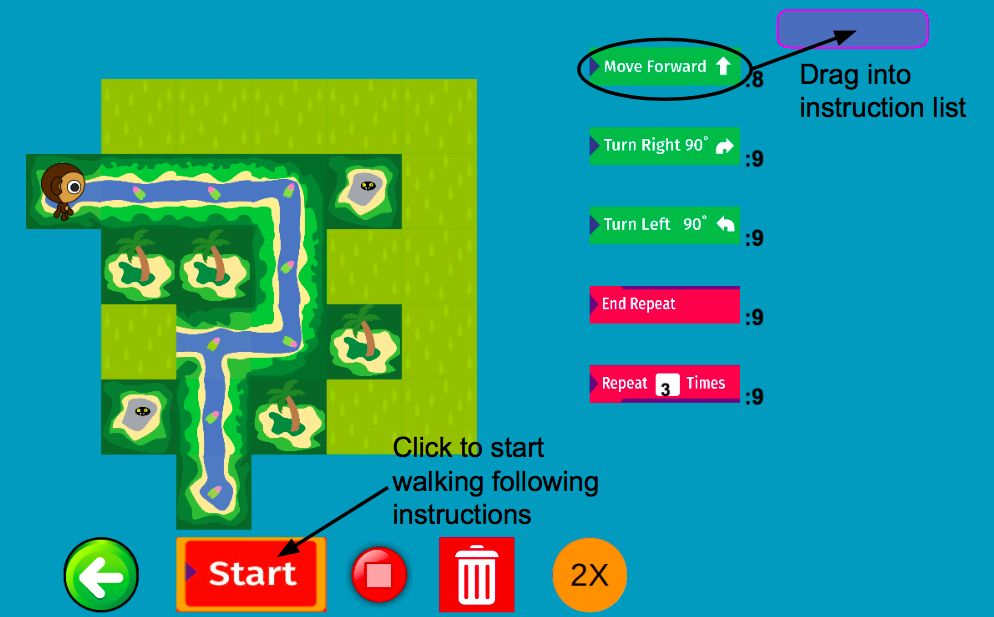 Move Forward
:8
Drag into
instruction list
Turn Right 90°
:9
Turn Left 90°
:9
End Repeat
:9
Repeat 3 Times
:9
Click to start
walking following
instructions
Start
2X